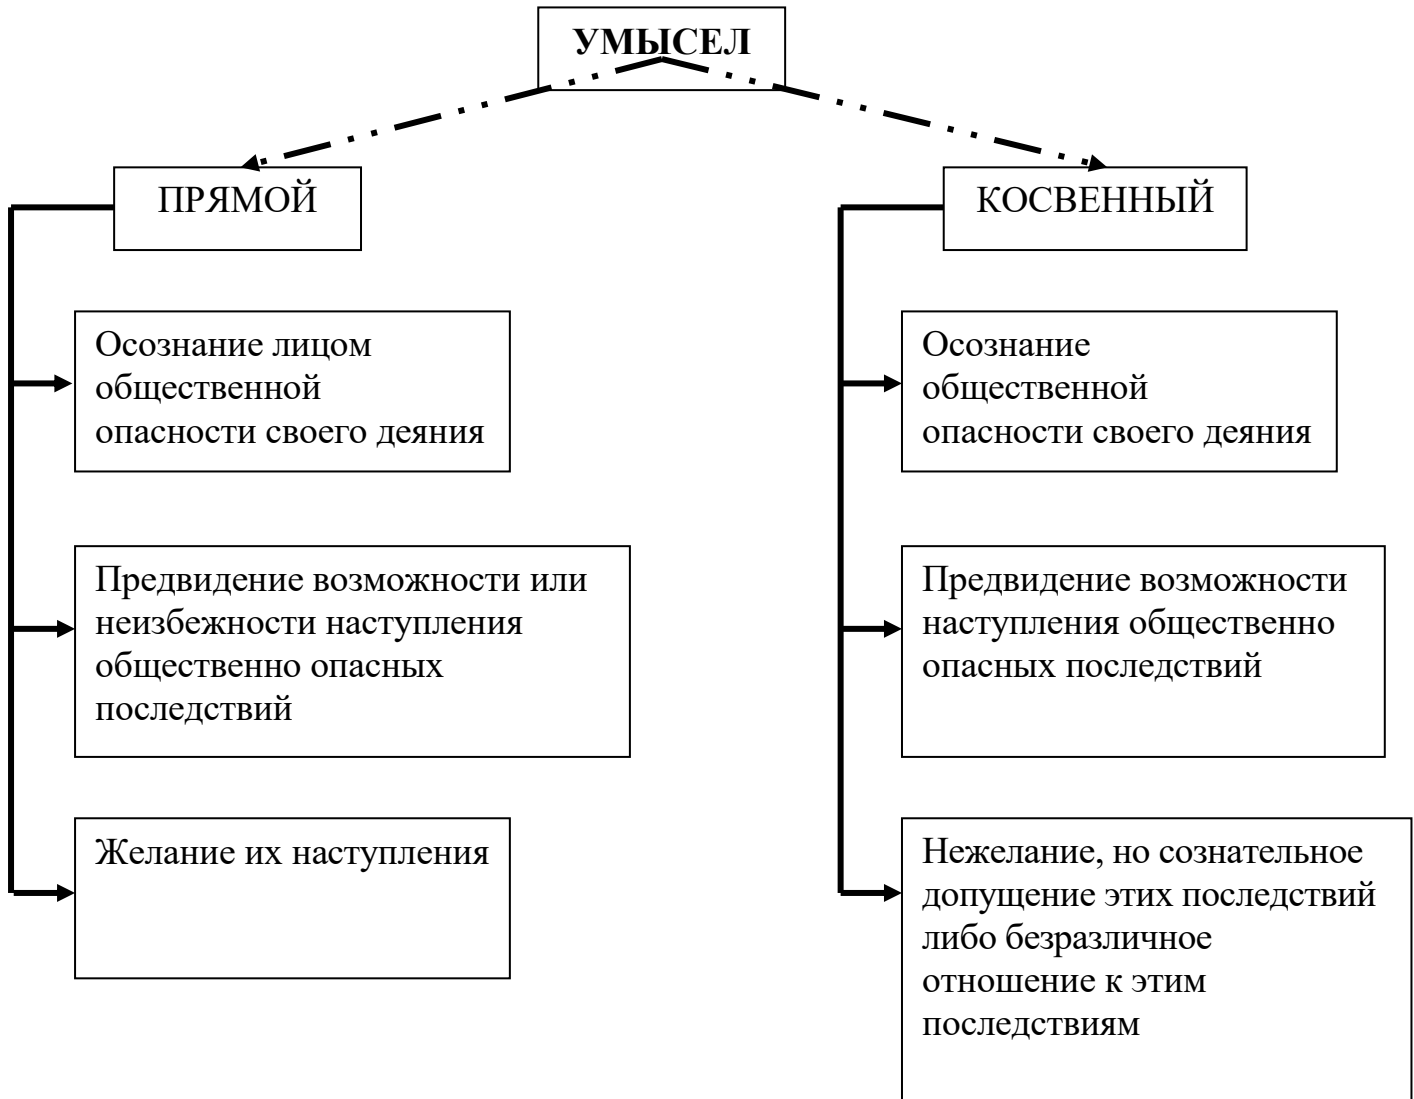 УМЫСЕЛ
ПРЯМОЙ
Осознание лицом
общественной
опасности своего деяния
Предвидение возможности или
неизбежности наступления
общественно опасных
последствий
Желание их наступления
КОСВЕННЫЙ
Осознание
общественной
опасности своего деяния
Предвидение возможности
наступления общественно
опасных последствий
Нежелание, но сознательное
допущение этих последствий
либо безразличное
отношение к этим
последствиям